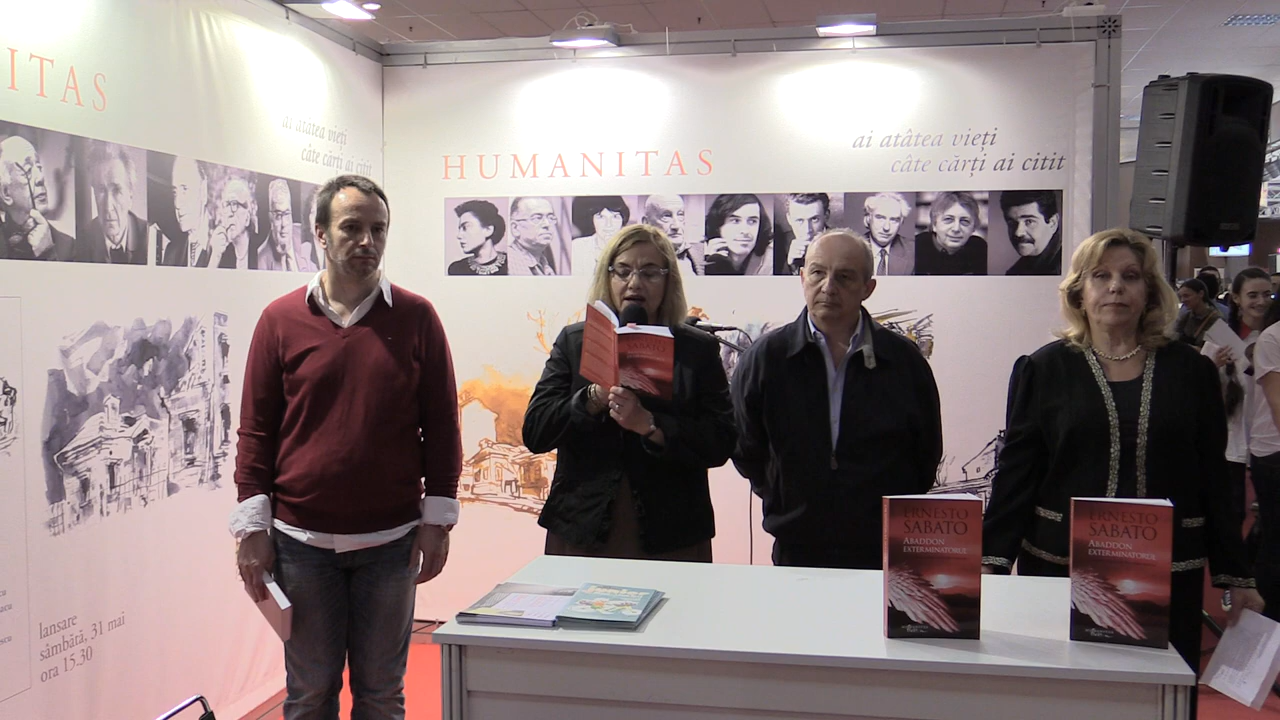 ITAS
ai atâtea vieți
câte cărți ai citit
HUMANITAS
ai atâtea vieți
câte cărți ai citit
SABATO
ERNESTO
SABATO
ABADDON
EXTERMINATORUL
ERNESTO
SABATO
ABADDON
EXTERMINATORUL
lansare
sâmbătă, 31 mai
ora 15.30